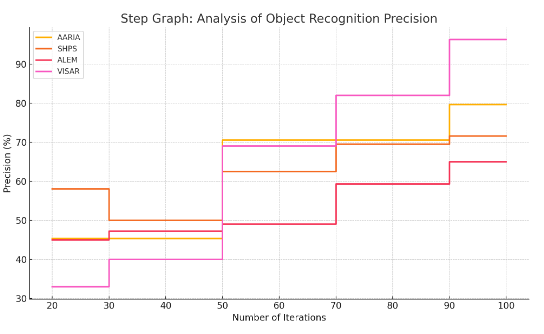 Step Graph: Analysis of Object Recognition Precision
AARIA
SHPS
ALEM
VISAR
Precision (%)
90
80
70
60
50
40
30
20 30 40 50 60 70 80 90 100
Number of Iterations